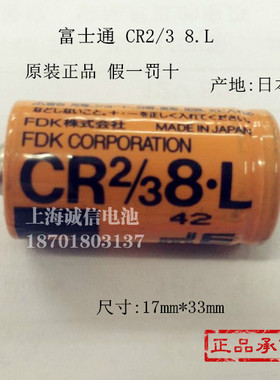 富士通 CR2/3 8.L
原装正品 假一罚十
产地:日本
FDK株式会社
MADE IN JAPAN
FDK CORPORATION
CR2/38·L
上海诚信电池
42
18701803137
尺寸:17mm*33mm
正品承